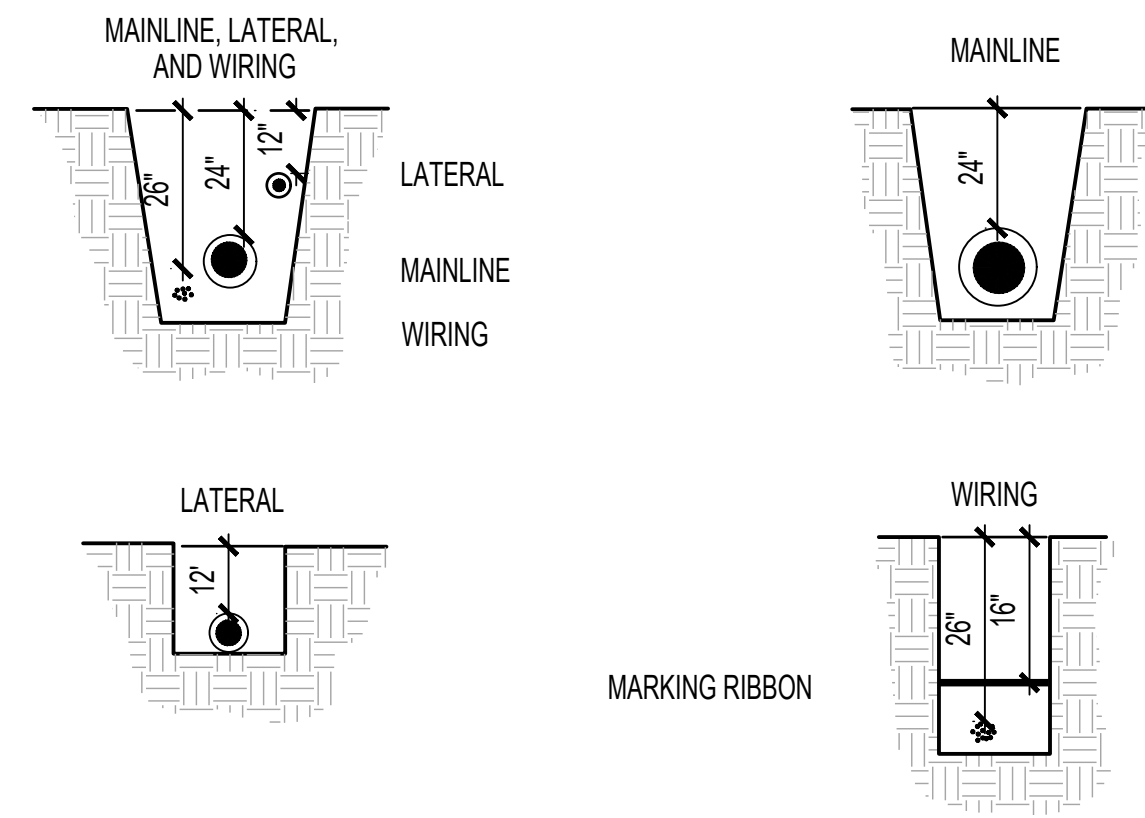 MAINLINE, LATERAL,
AND WIRING
26"
24"
12"
LATERAL
MAINLINE
WIRING
MAINLINE
24"
LATERAL
12'
WIRING
26"
16"
MARKING RIBBON